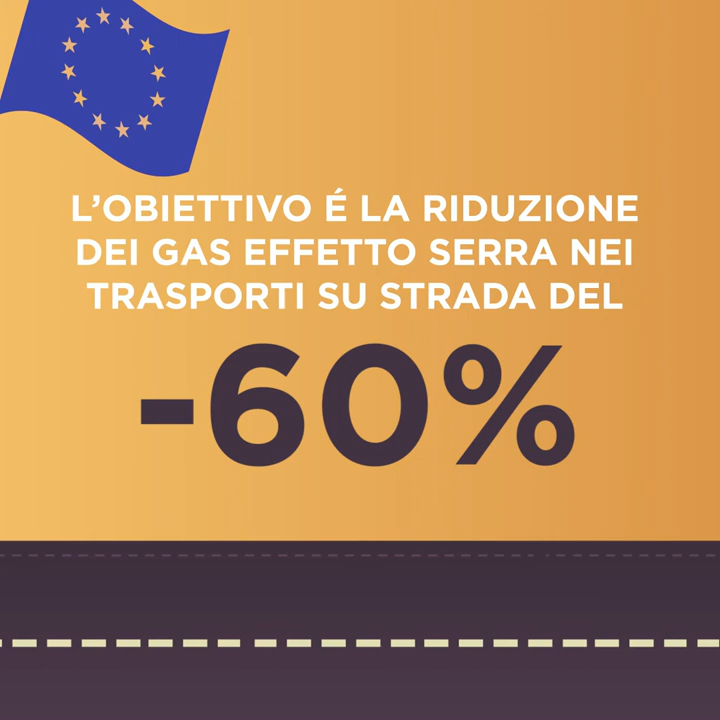 L’OBIETTIVO É LA RIDUZIONE
DEI GAS EFFETTO SERRA NEI
TRASPORTI SU STRADA DEL
-60%